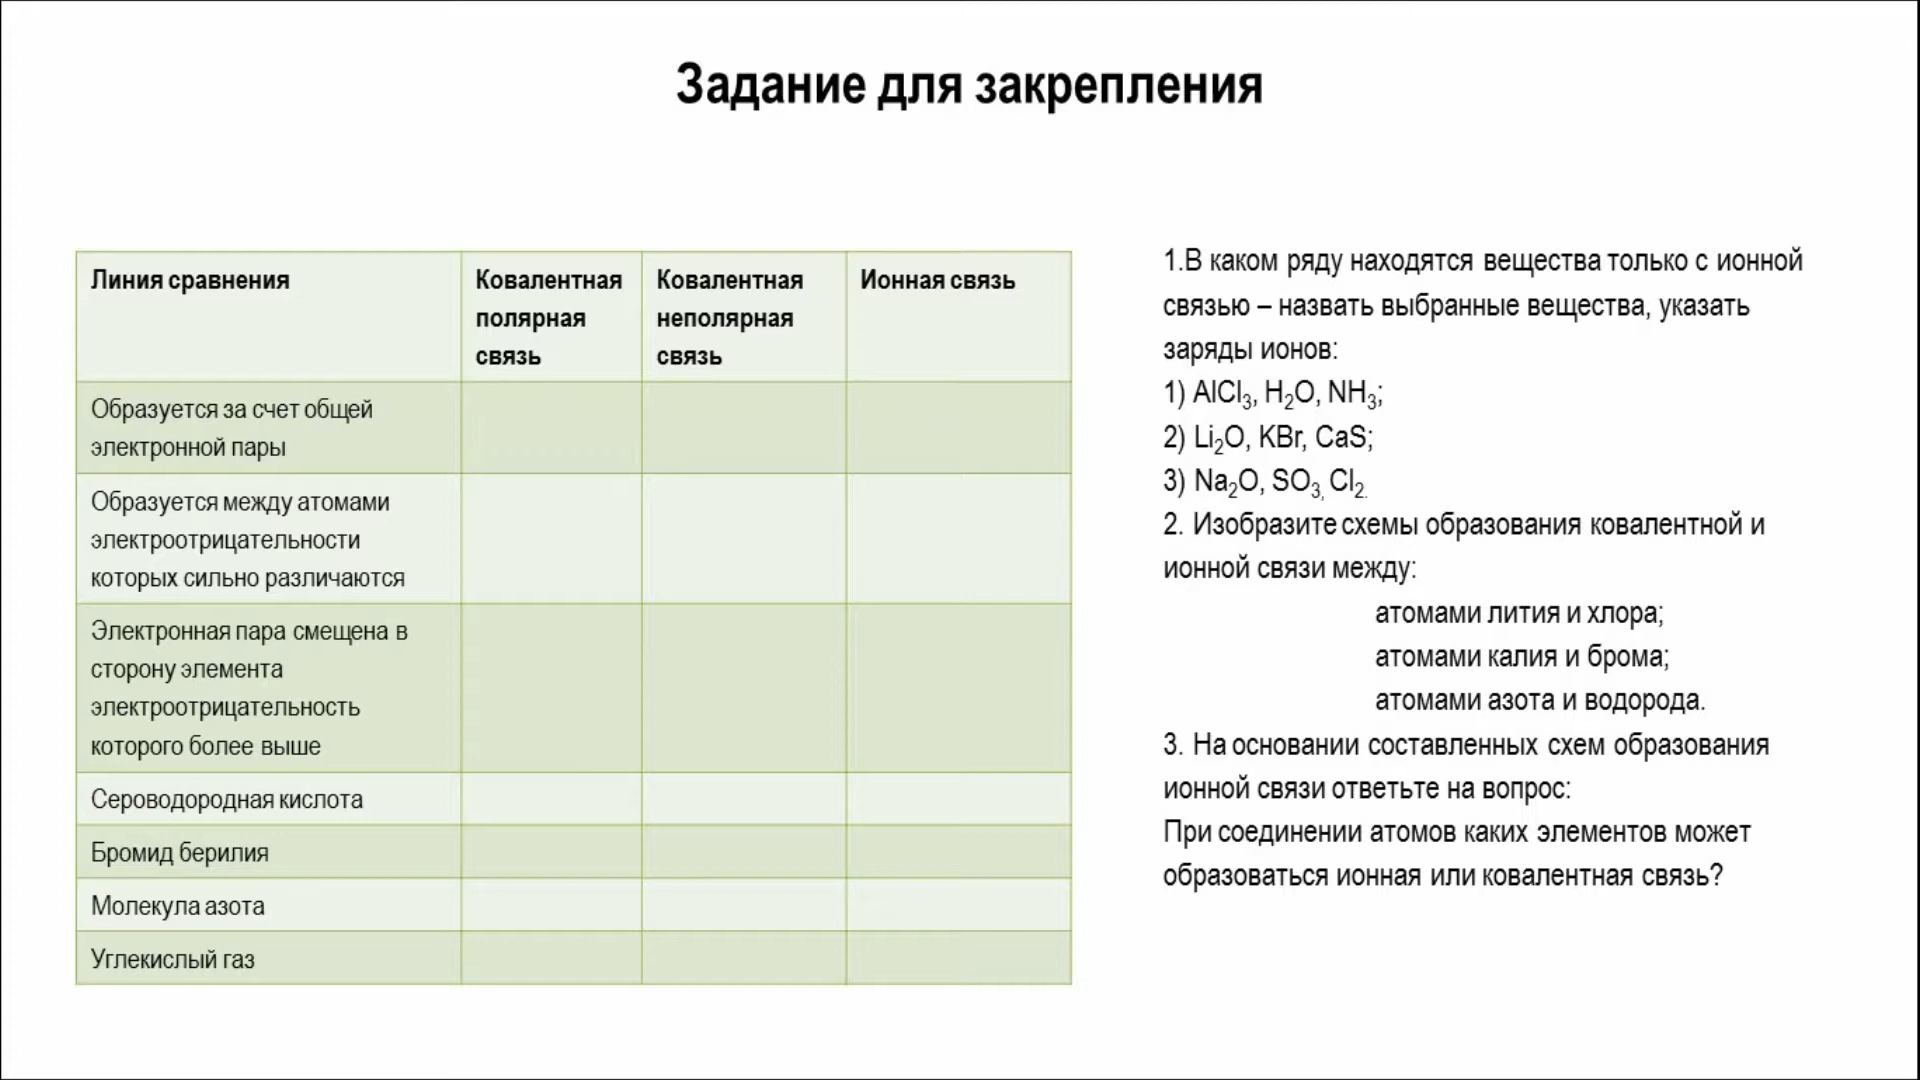 Задание для закрепления
Линия сравнения
Ковалентная
полярная
связь
Ковалентная
неполярная
связь
Ионная связь
Образуется за счет общей
электронной пары
Образуется между атомами
электроотрицательности
которых сильно различаются
Электронная пара смещена в
сторону элемента
электроотрицательность
которого более выше
Сероводородная кислота
Бромид берилия
Молекула азота
Углекислый газ
1.В каком ряду находятся вещества только с ионной
связью – назвать выбранные вещества, указать
заряды ионов:
1) AlCl₃, H₂O, NH₃;
2) Li₂O, KBr, CaS;
3) Na₂O, SO₃, Cl₂.
2. Изобразите схемы образования ковалентной и
ионной связи между:
атомами лития и хлора;
атомами калия и брома;
атомами азота и водорода.
3. На основании составленных схем образования
ионной связи ответьте на вопрос:
При соединении атомов каких элементов может
образоваться ионная или ковалентная связь?